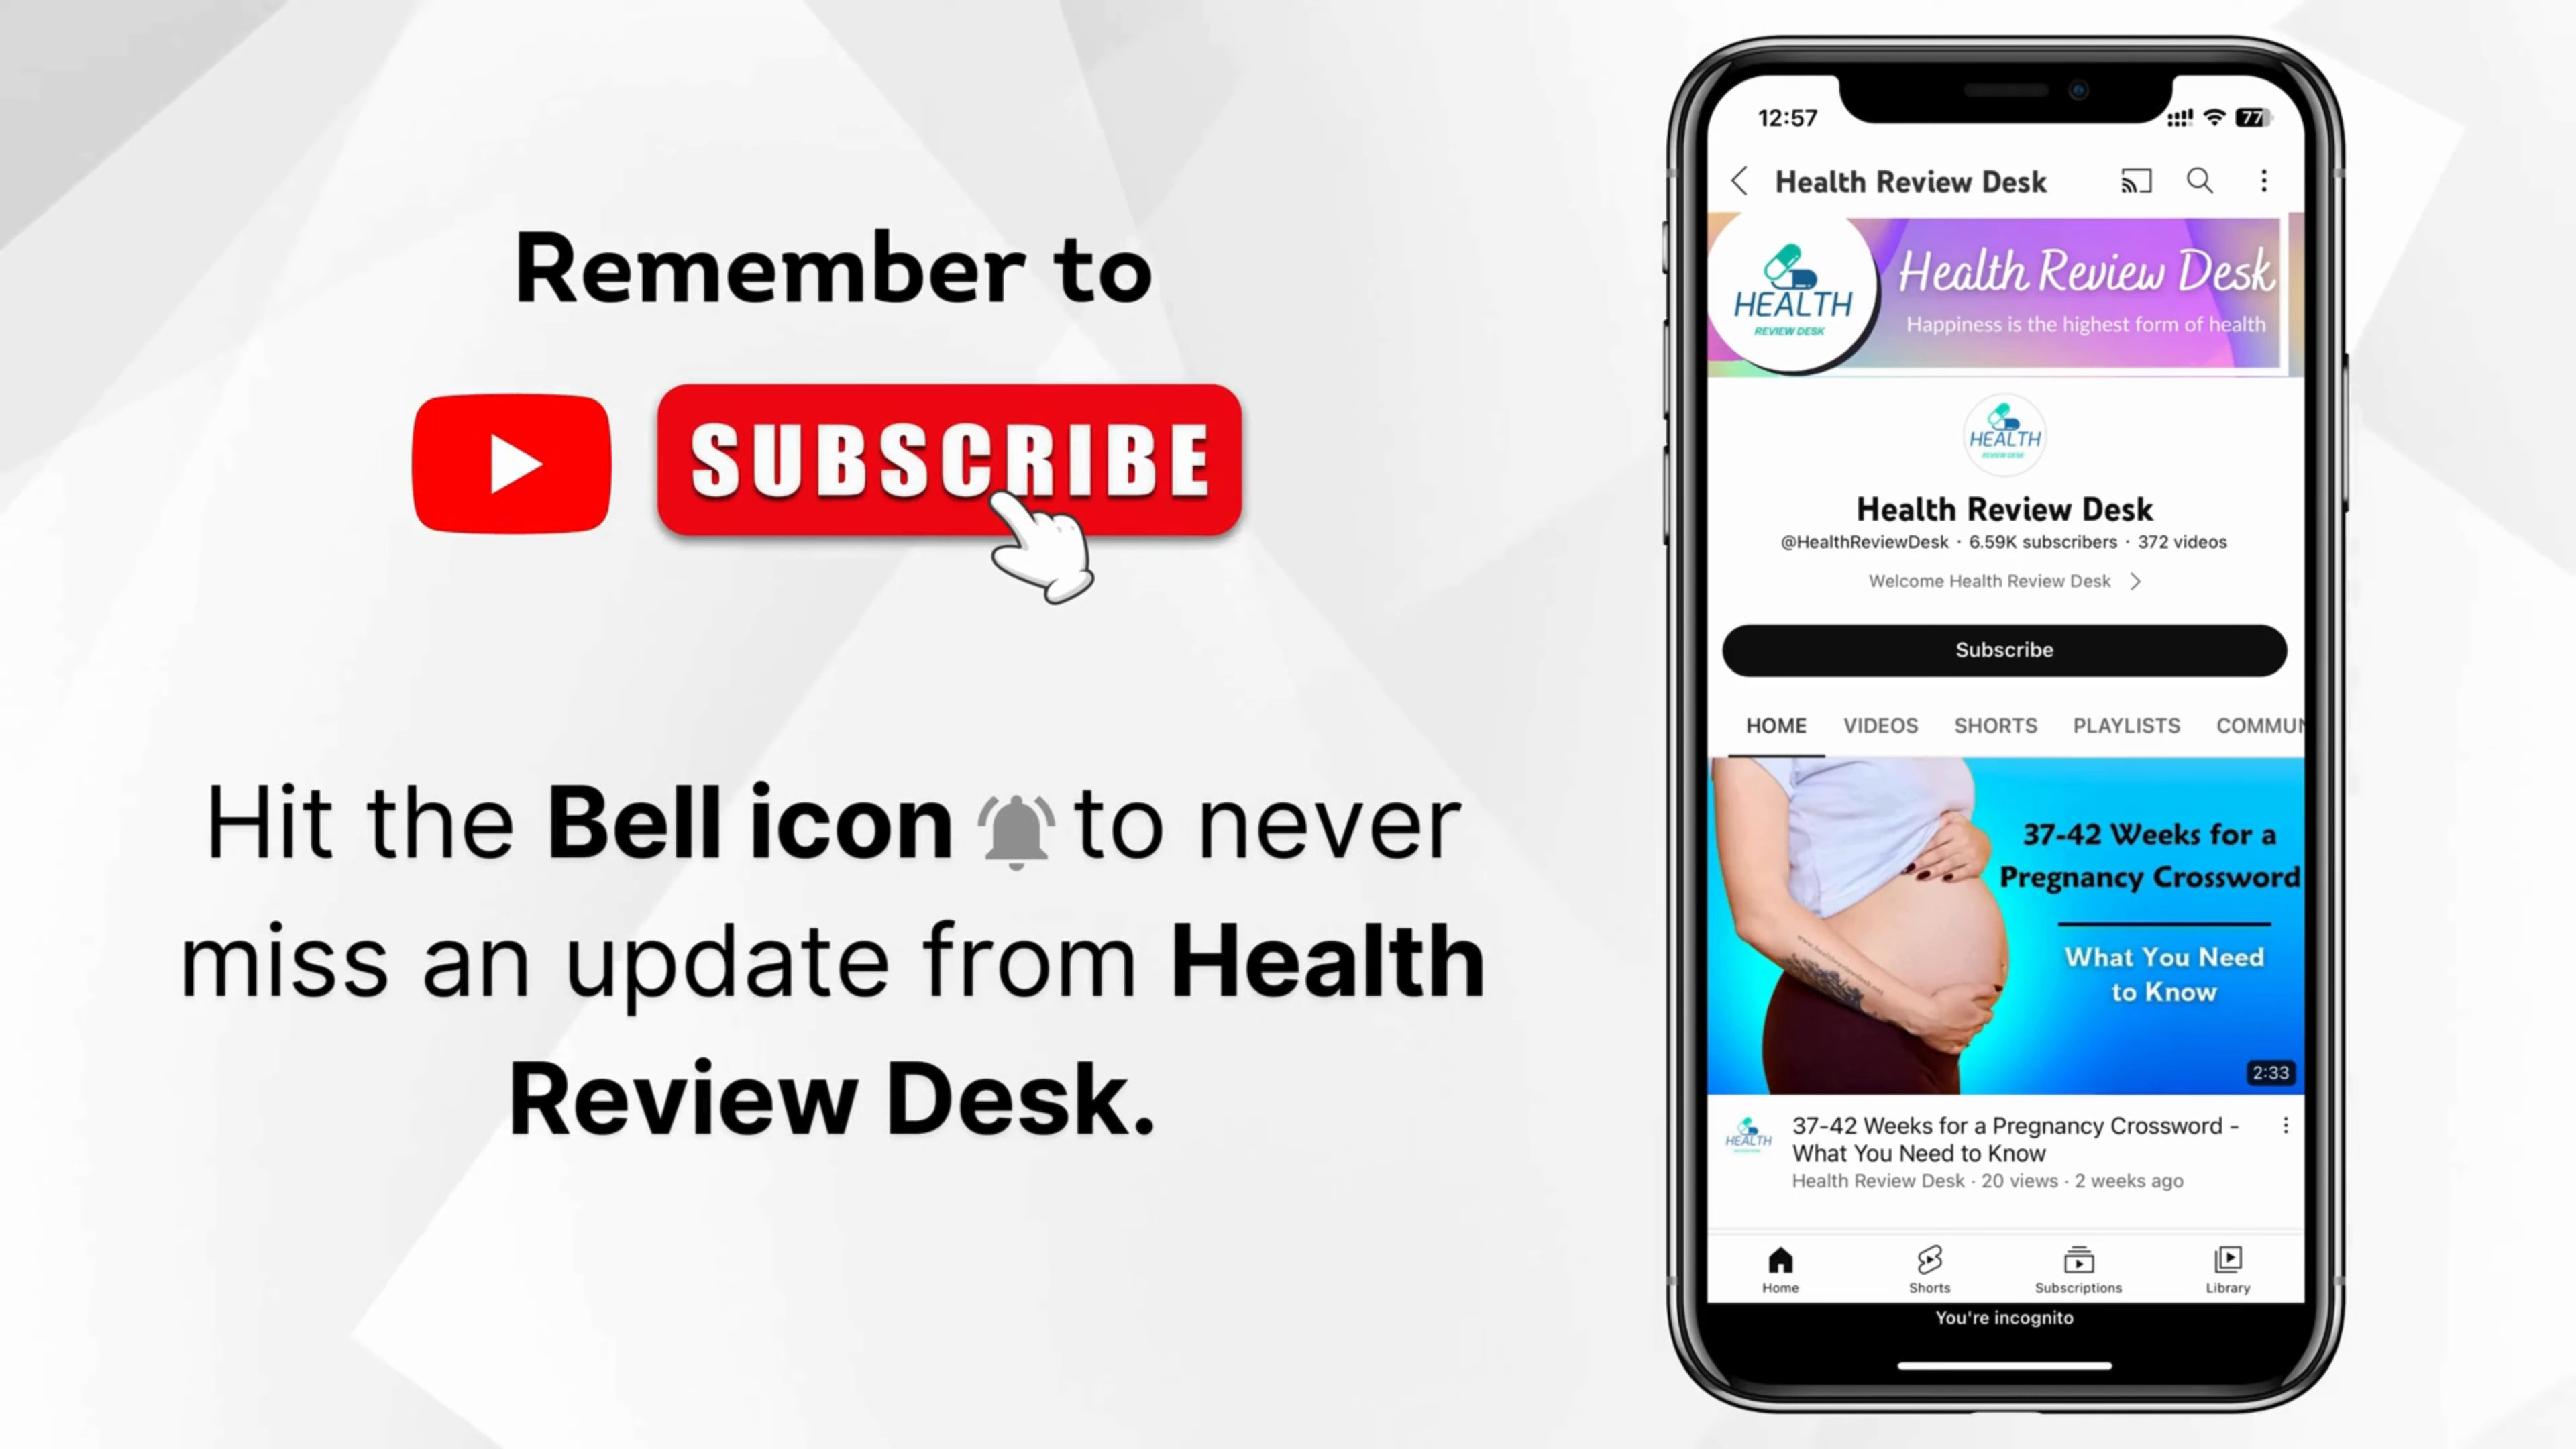 Remember to
SUBSCRIBE
Hit the Bell icon to never
miss an update from Health
Review Desk.
12:57
77
Health Review Desk
HEALTH
REVIEW DESK
Health Review Desk
Happiness is the highest form of health
HEALTH
REVIEW DESK
Health Review Desk
@HealthReviewDesk · 6.59K subscribers · 372 videos
Welcome Health Review Desk
Subscribe
HOME VIDEOS SHORTS PLAYLISTS COMMUN
37-42 Weeks for a
Pregnancy Crossword
What You Need
to Know
2:33
HEALTH
37-42 Weeks for a Pregnancy Crossword -
What You Need to Know
Health Review Desk · 20 views · 2 weeks ago
Home Shorts Subscriptions Library
You're incognito